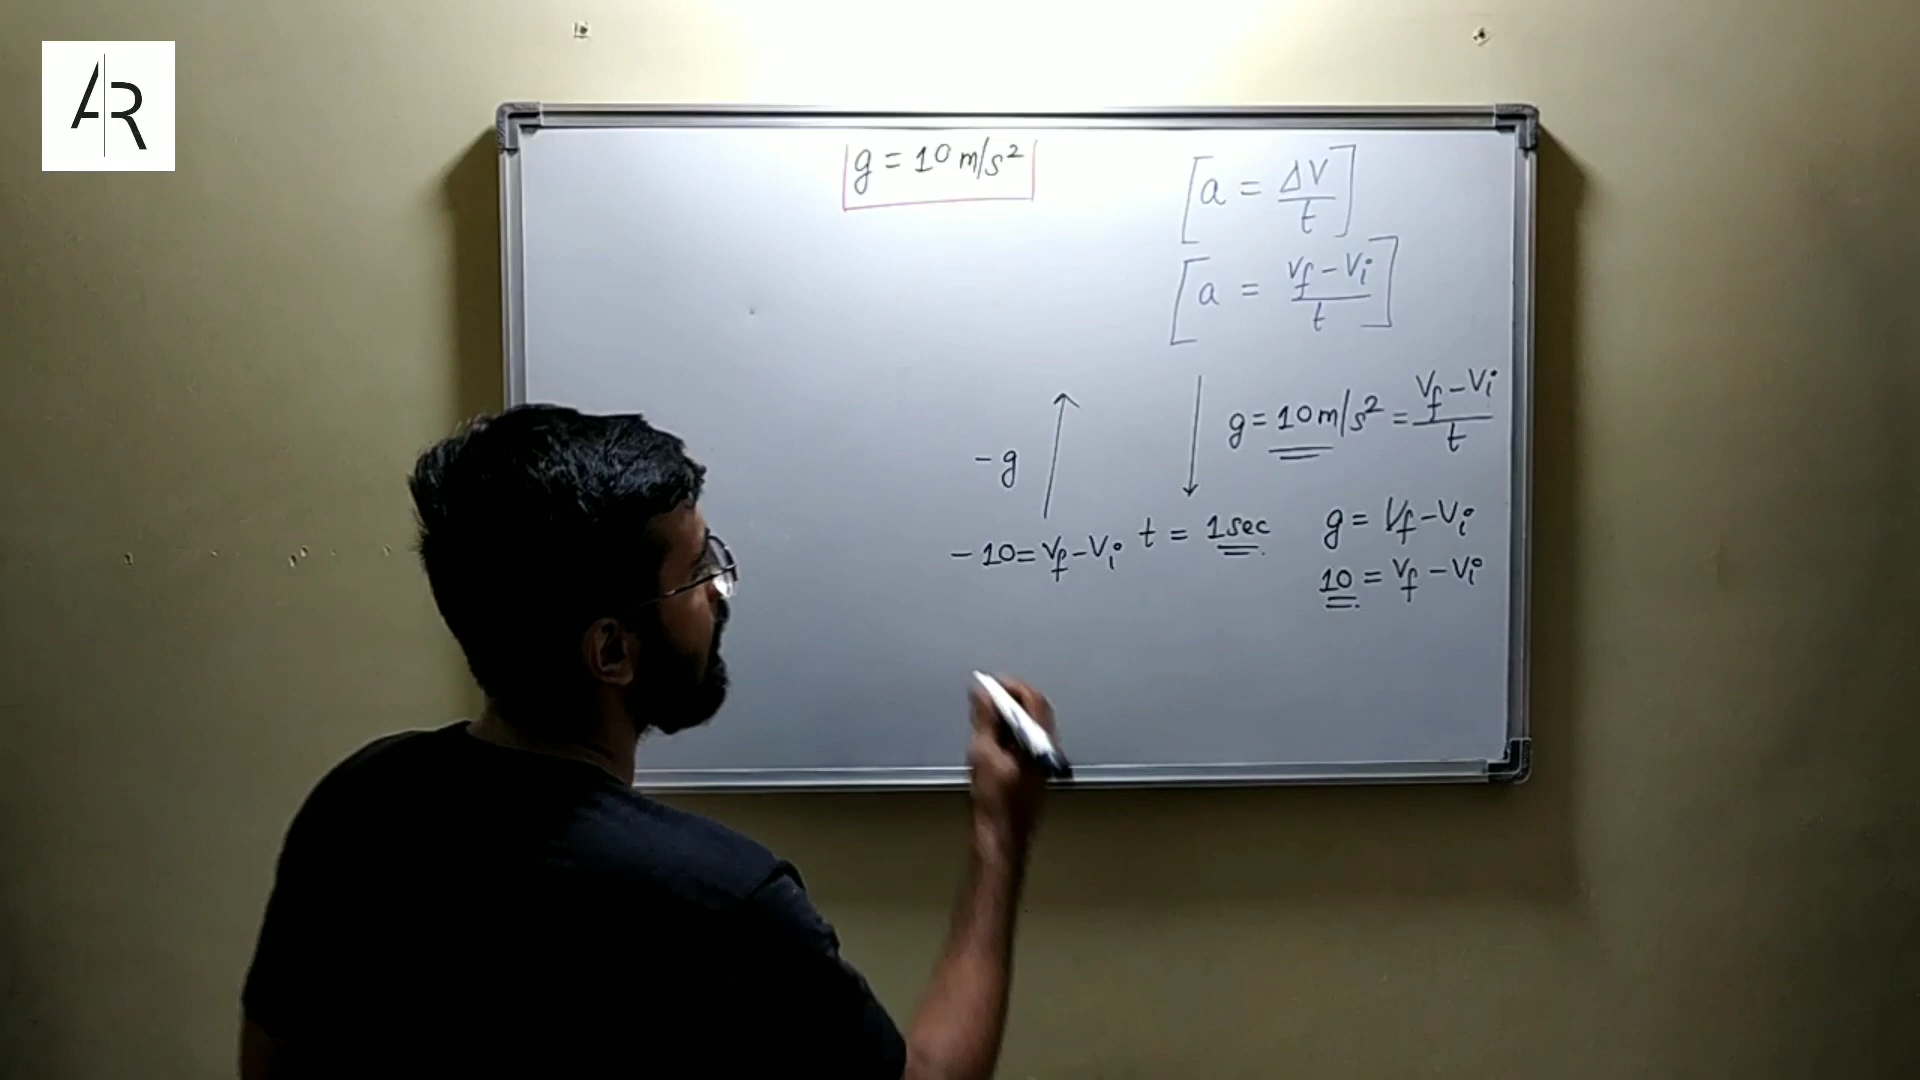 AR
g = 10 m/s²
[a = ΔV/t]
[a = Vf - Vi/t]
g = 10 m/s² = Vf - Vi/t
- g
t = 1sec
g = Vf - Vi
- 10 = Vf - Vi
10 = Vf - Vi